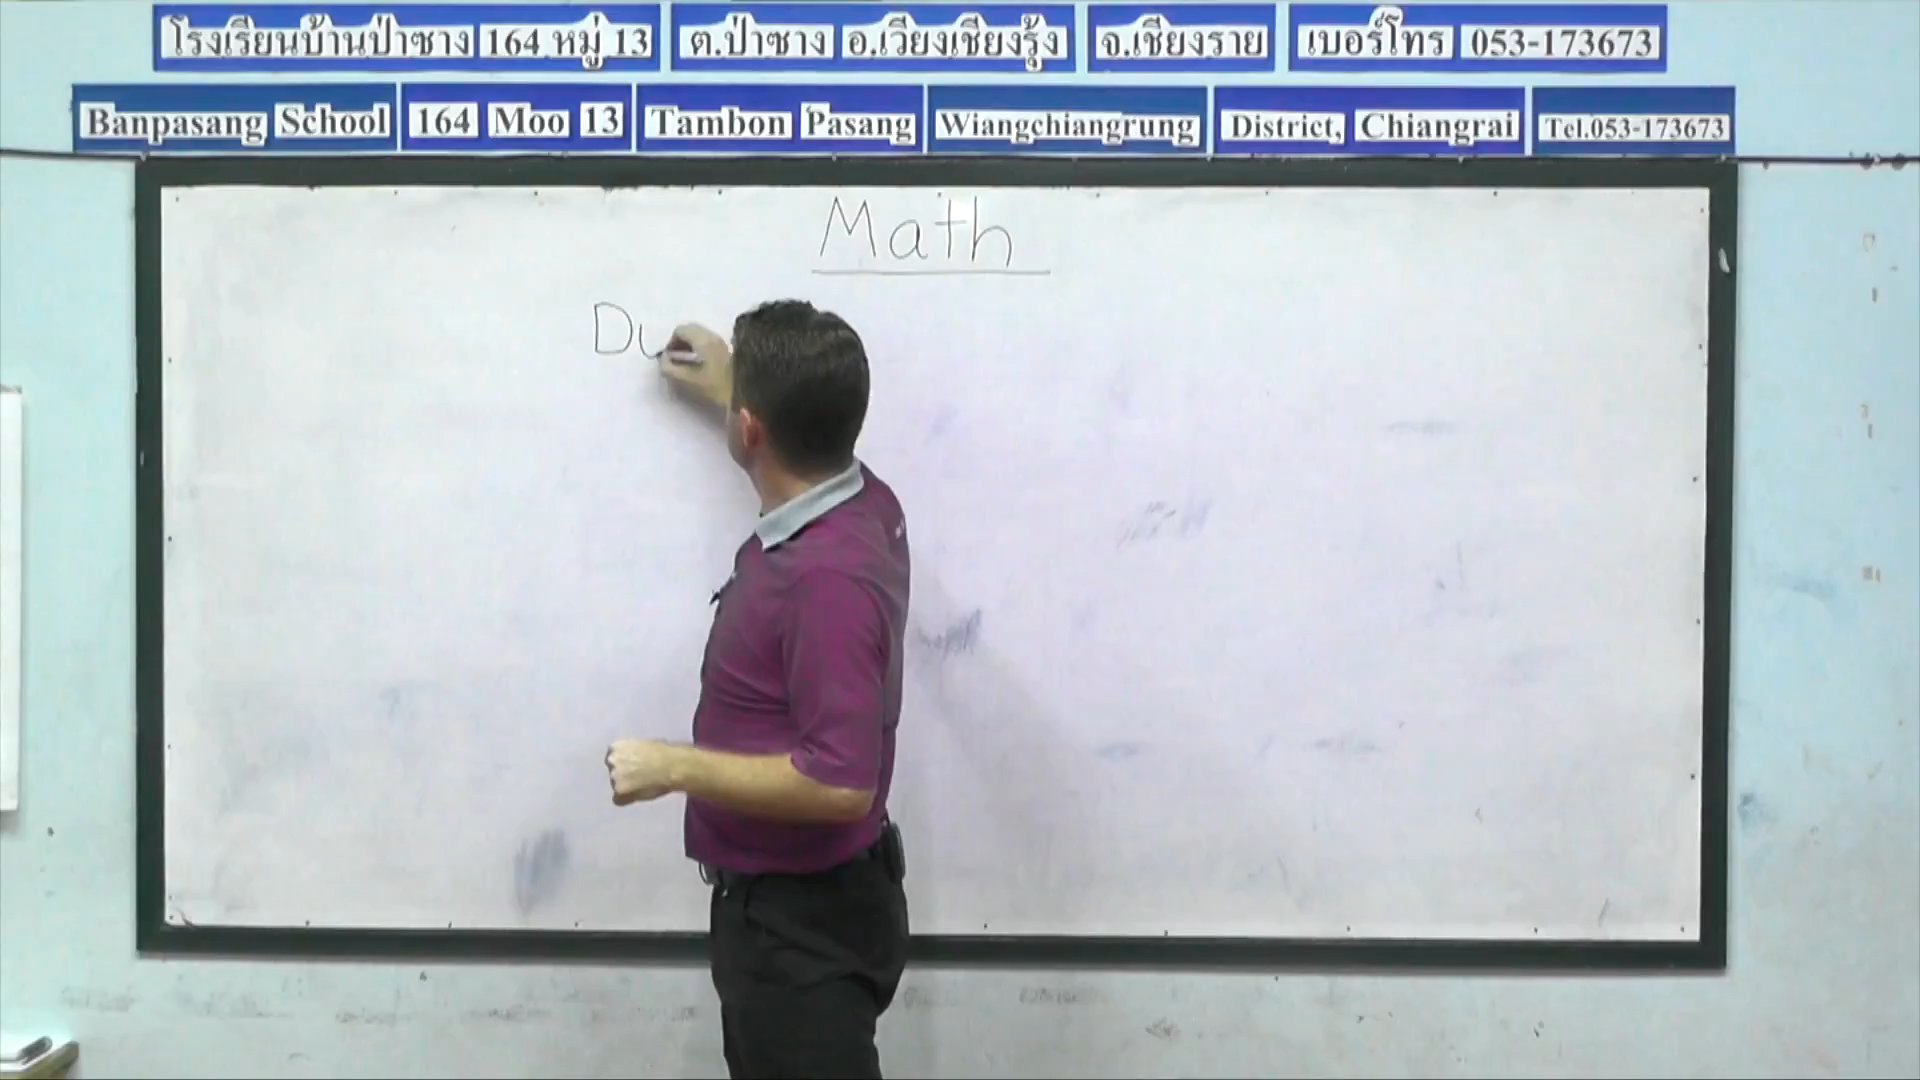 โรงเรียนบ้านป่าซาง 164 หมู่ 13 ต.ป่าซาง อ.เวียงเชียงรุ้ง จ.เชียงราย เบอร์โทร 053-173673
Banpasang School 164 Moo 13 Tambon Pasang Wiangchiangrung District, Chiangrai Tel.053-173673
Math
Du